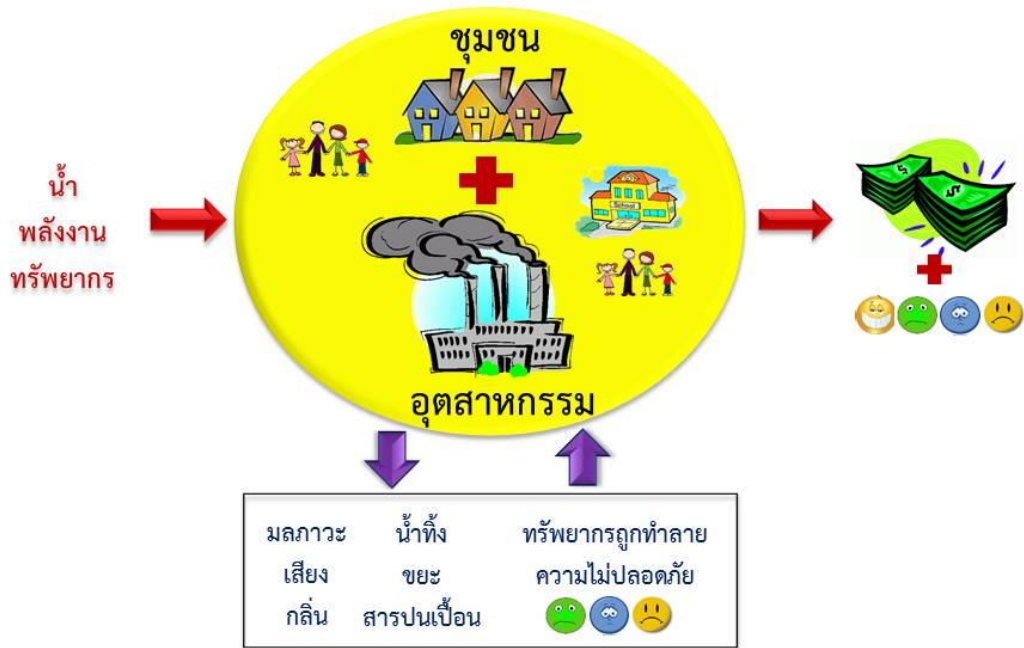 ชุมชน
น้ำ
พลังงาน
ทรัพยากร
อุตสาหกรรม
มลภาวะ น้ำทิ้ง ทรัพยากรถูกทำลาย
เสียง ขยะ ความไม่ปลอดภัย
กลิ่น สารปนเปื้อน